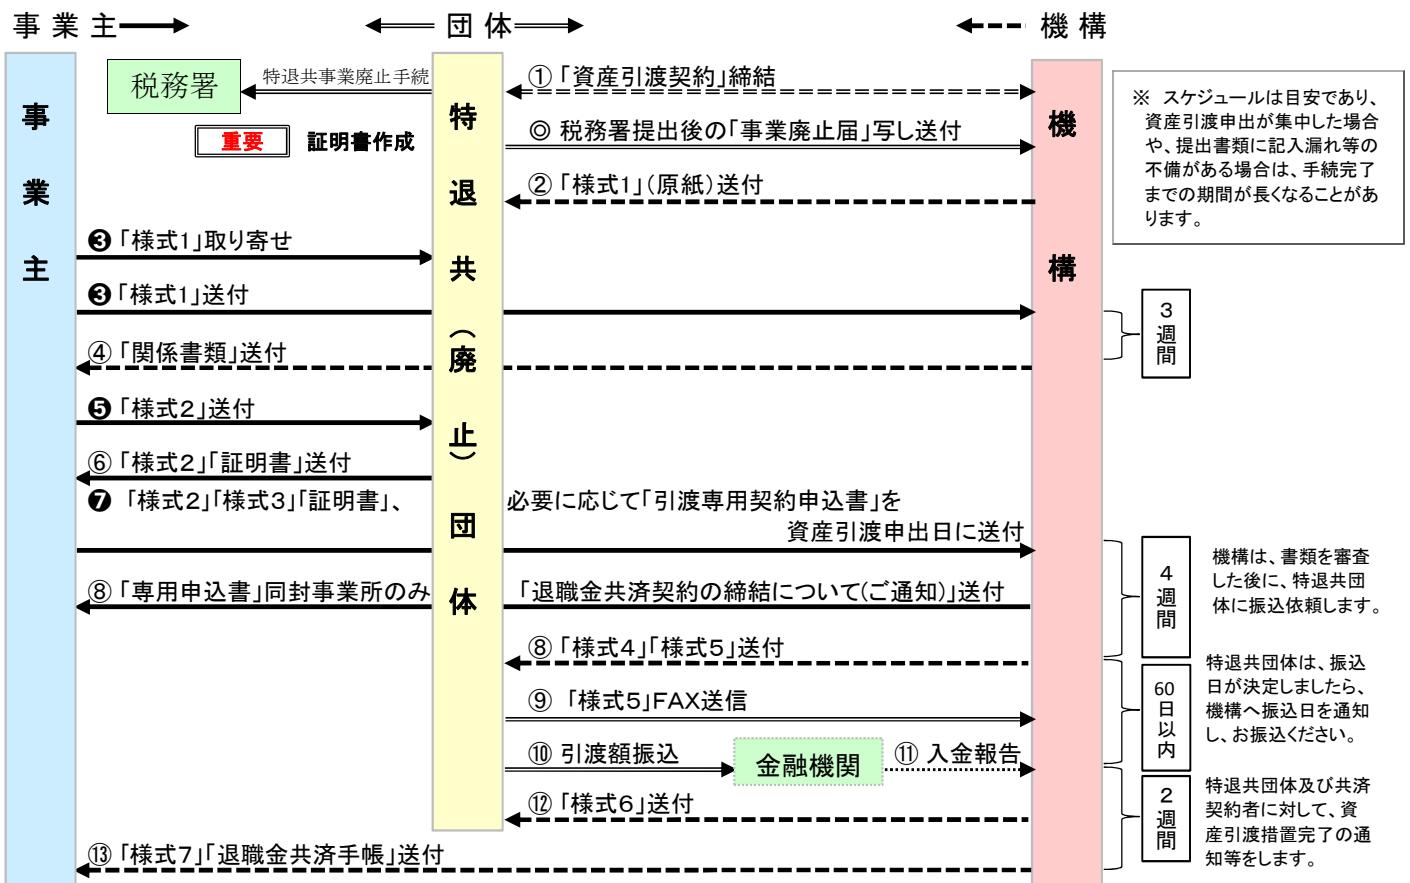 事業主
団体
機構
事業主
税務署
特退共事業廃止手続
重要
証明書作成
特退共（廃止）団体
①「資産引渡契約」締結
◎ 税務署提出後の「事業廃止届」写し送付
②「様式1」（原紙）送付
機構
※ スケジュールは目安であり、
資産引渡申出が集中した場合
や、提出書類に記入漏れ等の
不備がある場合は、手続完了
までの期間が長くなることがあ
ります。
❸「様式1」取り寄せ
❸「様式1」送付
３週間
④「関係書類」送付
❺「様式２」送付
⑥「様式２」「証明書」送付
❼ 「様式２」「様式３」「証明書」、 必要に応じて「引渡専用契約申込書」を
資産引渡申出日に送付
４週間
機構は、書類を審査
した後に、特退共団
体に振込依頼します。
⑧「専用申込書」同封事業所のみ 「退職金共済契約の締結について(ご通知)」送付
⑧「様式４」「様式５」送付
60日以内
特退共団体は、振込
日が決定しましたら、
機構へ振込日を通知
し、お振込ください。
⑨ 「様式５」FAX送信
⑩ 引渡額振込
金融機関
⑪ 入金報告
２週間
特退共団体及び共済
契約者に対して、資
産引渡措置完了の通
知等をします。
⑫「様式６」送付
⑬「様式７」「退職金共済手帳」送付